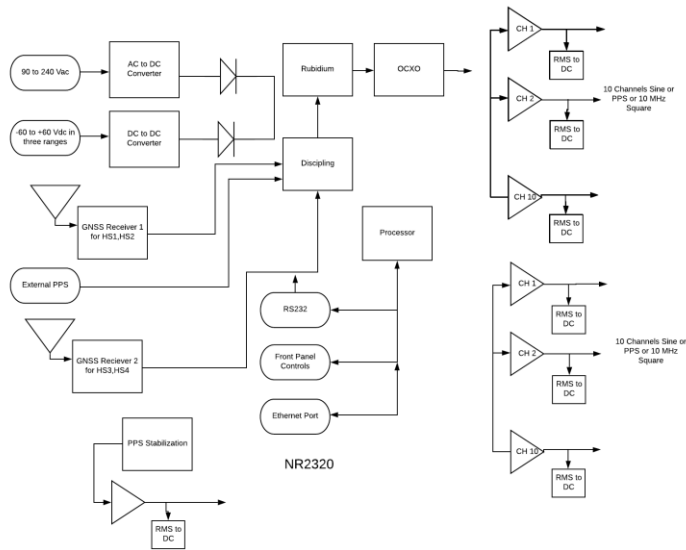 90 to 240 Vac
AC to DC
Converter
Rubidium
OCXO
CH 1
RMS to
DC
CH 2
10 Channels Sine or
PPS or 10 MHz
Square
RMS to
DC
-60 to +60 Vdc in
three ranges
DC to DC
Converter
Discipling
CH 10
RMS to
DC
GNSS Receiver 1
for HS1,HS2
Processor
External PPS
RS232
CH 1
RMS to
DC
GNSS Reciever 2
for HS3,HS4
Front Panel
Controls
CH 2
10 Channels Sine or
PPS or 10 MHz
Square
RMS to
DC
Ethernet Port
PPS Stabilization
NR2320
CH 10
RMS to
DC
RMS to
DC